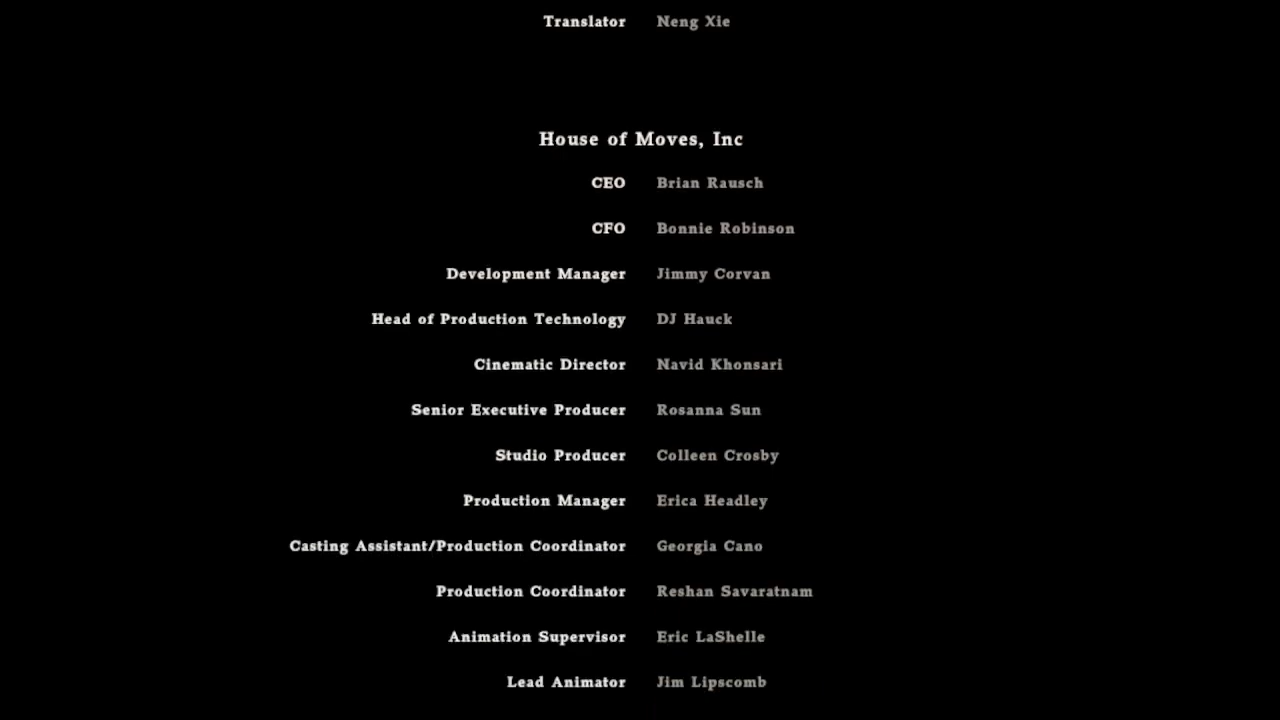 Translator Neng Xie
House of Moves, Inc
CEO Brian Rausch
CFO Bonnie Robinson
Development Manager Jimmy Corvan
Head of Production Technology DJ Hauck
Cinematic Director Navid Khonsari
Senior Executive Producer Rosanna Sun
Studio Producer Colleen Crosby
Production Manager Erica Headley
Casting Assistant/Production Coordinator Georgia Cano
Production Coordinator Reshan Savaratnam
Animation Supervisor Eric LaShelle
Lead Animator Jim Lipscomb